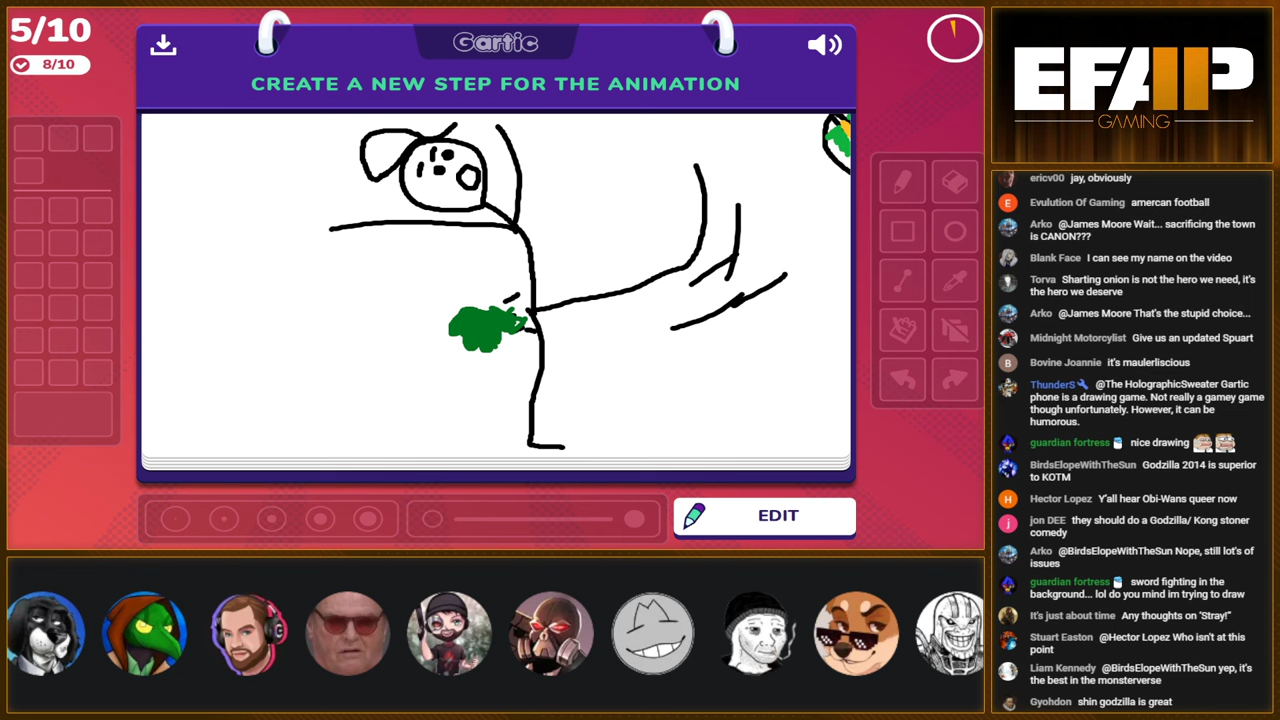 5/10
8/10
Gartic
CREATE A NEW STEP FOR THE ANIMATION
EDIT
EFAP
GAMING
ericv00 jay, obviously
E Evulution Of Gaming amercan football
Arko @James Moore Wait... sacrificing the town
is CANON???
Blank Face I can see my name on the video
Torva Sharting onion is not the hero we need, it's
the hero we deserve
Arko @James Moore That's the stupid choice...
Midnight Motorcylist Give us an updated Spuart
B Bovine Joannie it's maulerliscious
ThunderS @The HolographicSweater Gartic
phone is a drawing game. Not really a gamey game
though unfortunately. However, it can be
humorous.
guardian fortress nice drawing
BirdsElopeWithTheSun Godzilla 2014 is superior
to KOTM
H Hector Lopez Y'all hear Obi-Wans queer now
j jon DEE they should do a Godzilla/ Kong stoner
comedy
Arko @BirdsElopeWithTheSun Nope, still lot's of
issues
guardian fortress sword fighting in the
background... lol do you mind im trying to draw
It's just about time Any thoughts on 'Stray!"
Stuart Easton @Hector Lopez Who isn't at this
point
Liam Kennedy @BirdsElopeWithTheSun yep, it's
the best in the monsterverse
Gyohdon shin godzilla is great